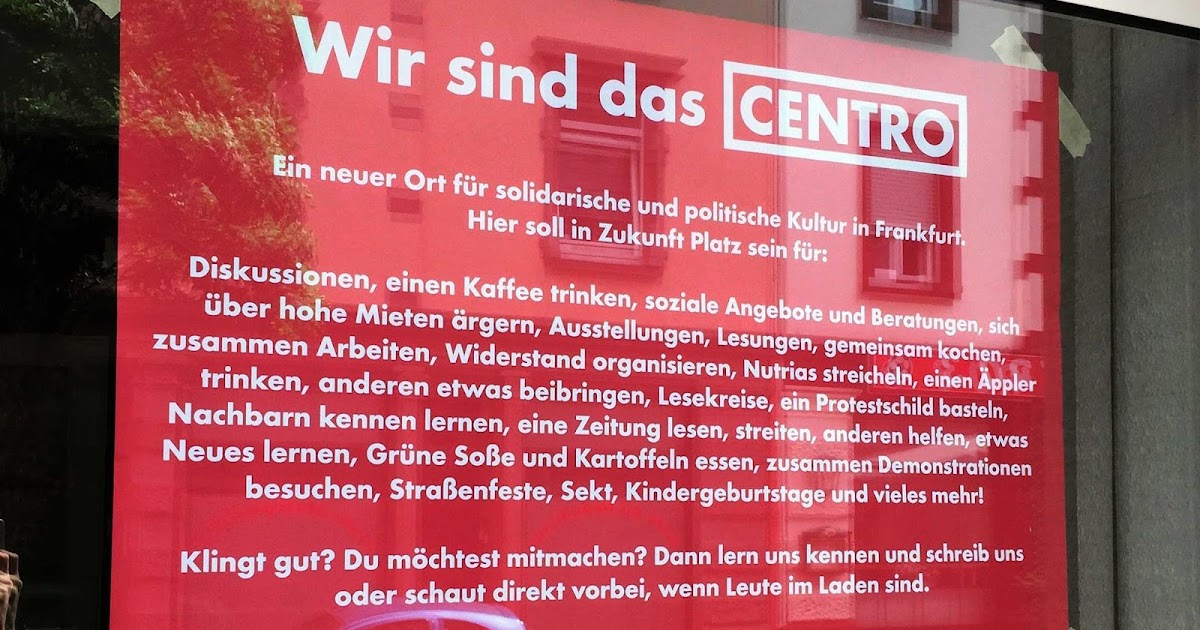 Wir sind das CENTRO
Ein neuer Ort für solidarische und politische Kultur in Frankfurt.
Hier soll in Zukunft Platz sein für:
Diskussionen, einen Kaffee trinken, soziale Angebote und Beratungen, sich
über hohe Mieten ärgern, Ausstellungen, Lesungen, gemeinsam kochen,
zusammen Arbeiten, Widerstand organisieren, Nutrias streicheln, einen Äppler
trinken, anderen etwas beibringen, Lesekreise, ein Protestschild basteln,
Nachbarn kennen lernen, eine Zeitung lesen, streiten, anderen helfen, etwas
Neues lernen, Grüne Soße und Kartoffeln essen, zusammen Demonstrationen
besuchen, Straßenfeste, Sekt, Kindergeburtstage und vieles mehr!
Klingt gut? Du möchtest mitmachen? Dann lern uns kennen und schreib uns
oder schaut direkt vorbei, wenn Leute im Laden sind.